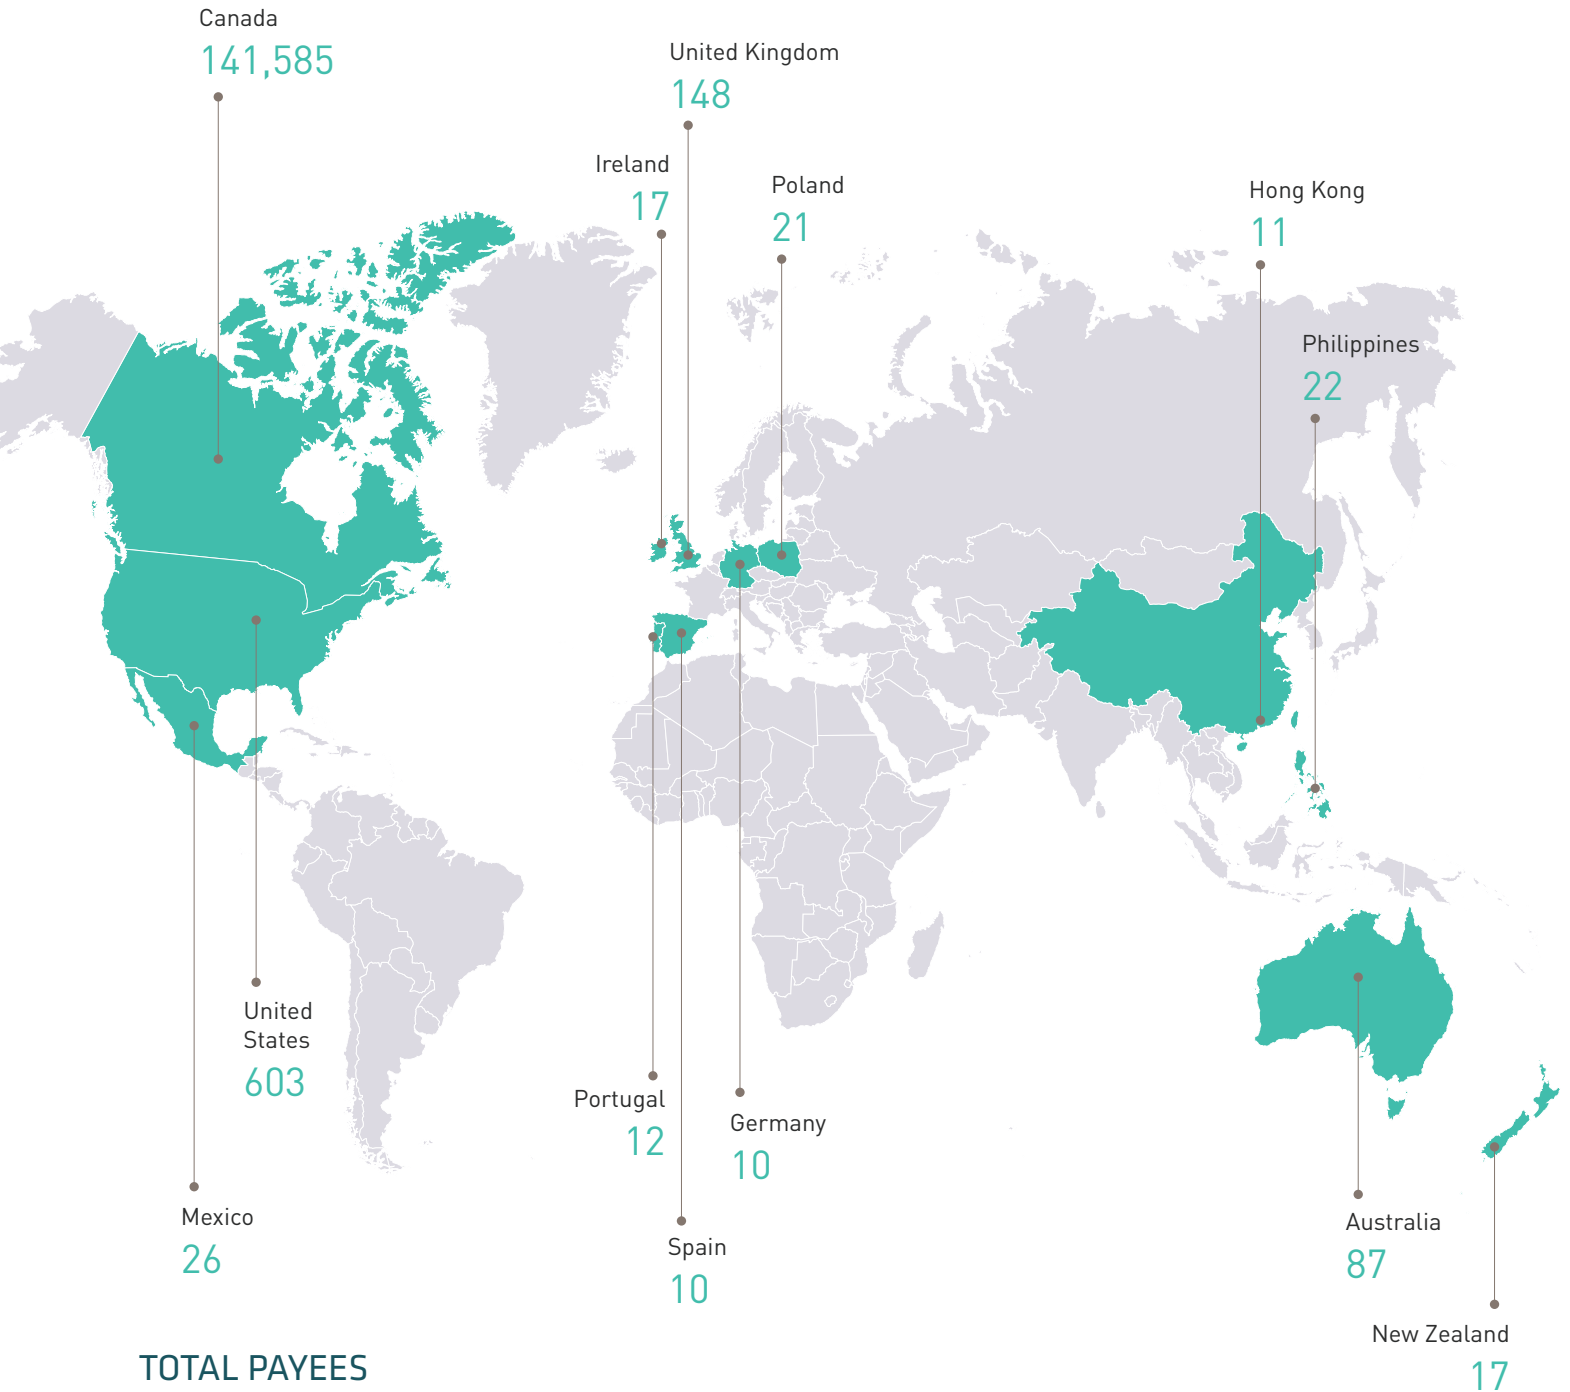 Canada
141,585
United Kingdom
148
Ireland
17
Poland
21
Hong Kong
11
Philippines
22
United
States
603
Portugal
12
Germany
10
Mexico
26
Spain
10
Australia
87
New Zealand
17
TOTAL PAYEES